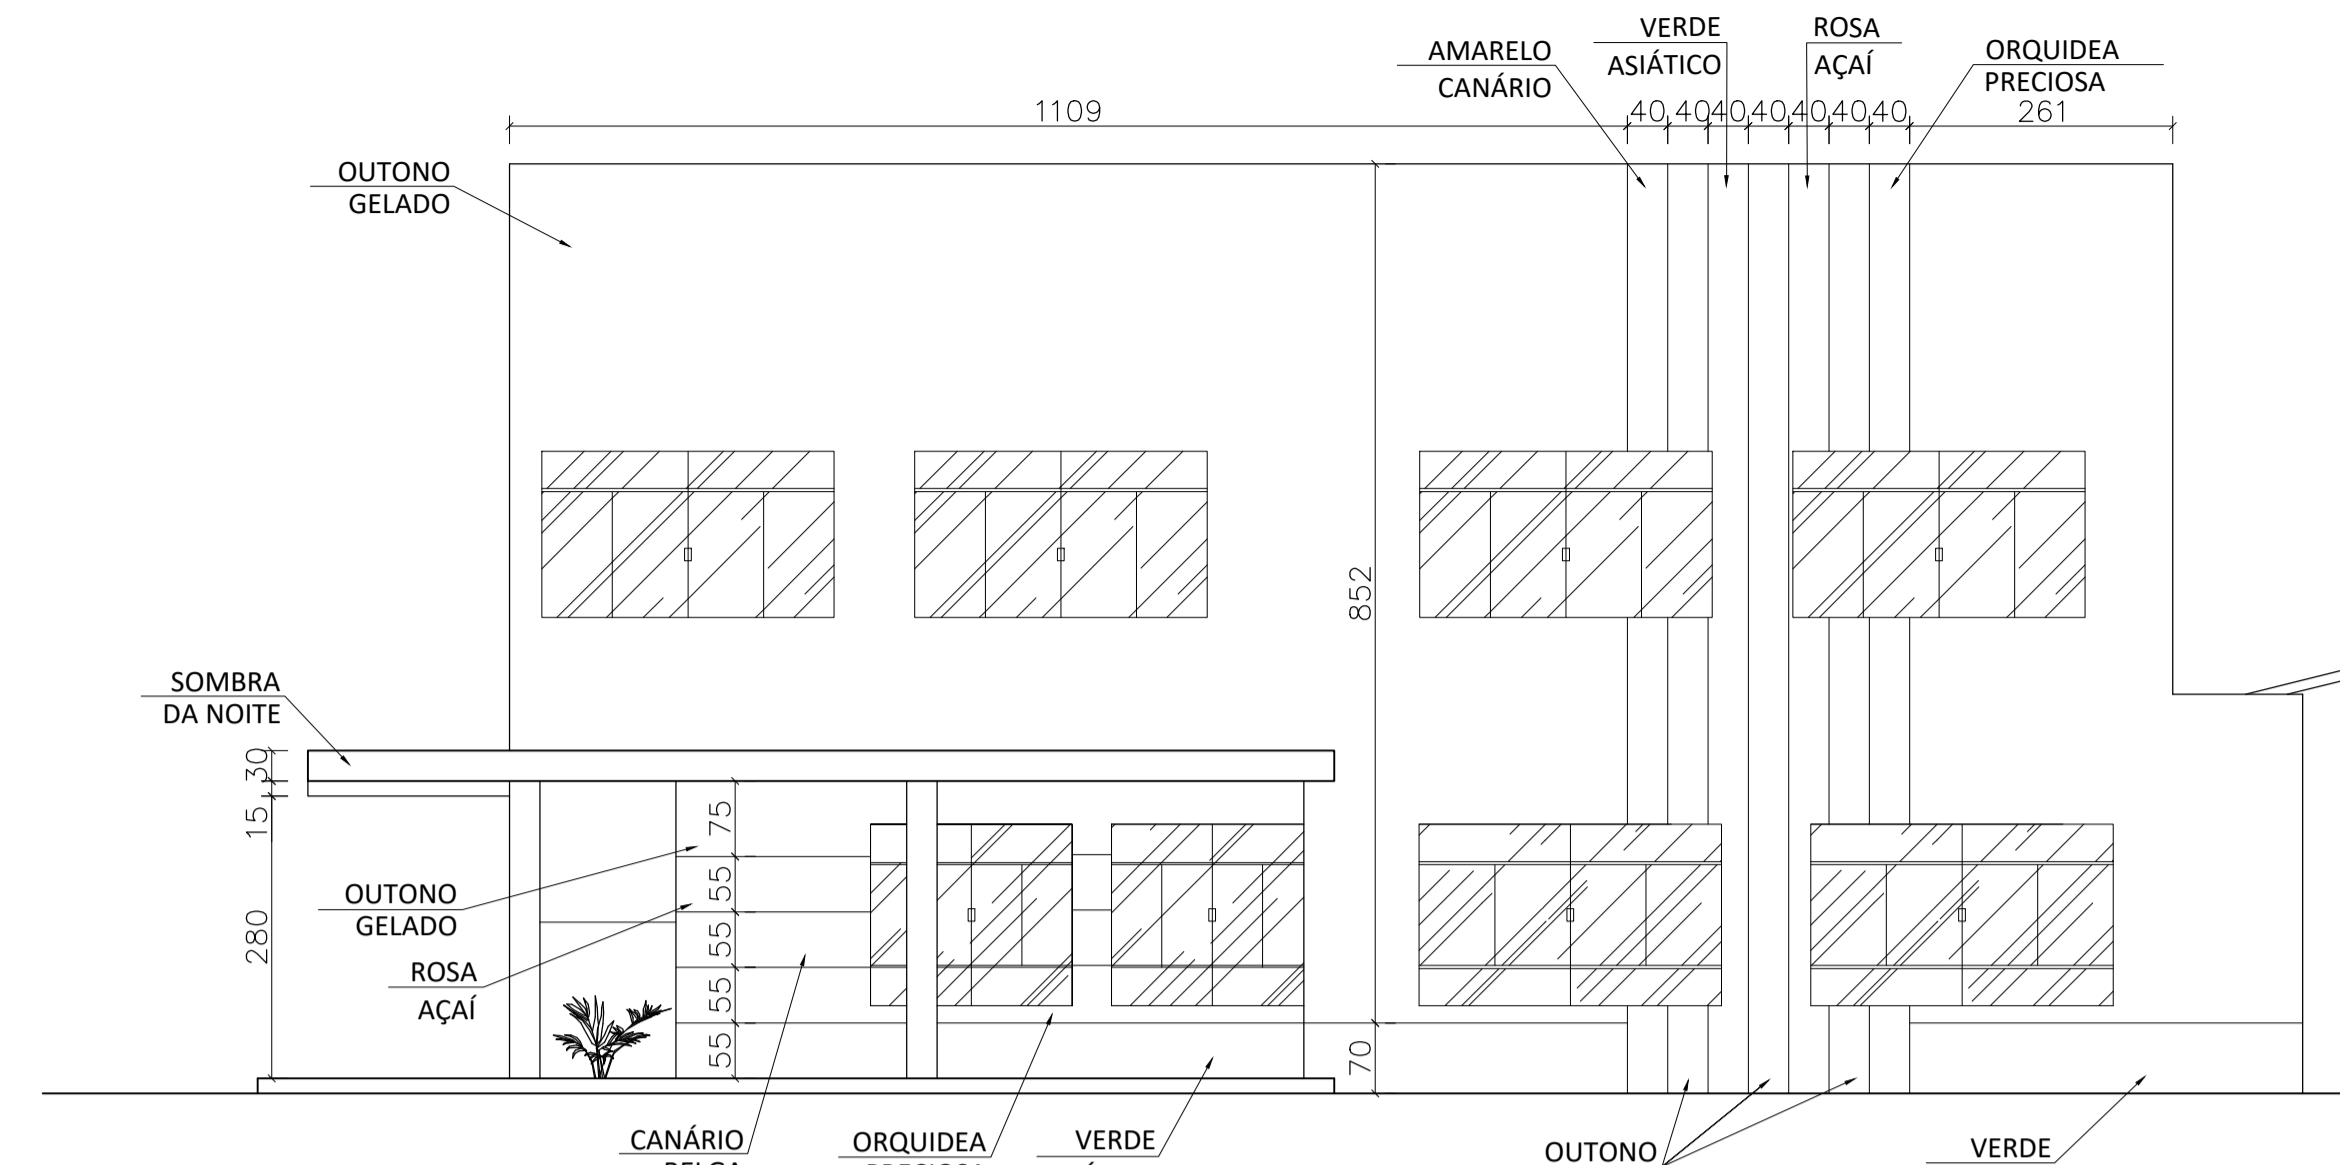 VERDE
ASIÁTICO
ROSA
AÇAÍ
AMARELO
CANÁRIO
ORQUIDEA
PRECIOSA
1109
40
40
40
40
40
40
40
261
OUTONO
GELADO
852
SOMBRA
DA NOITE
30
15
280
75
55
55
55
55
OUTONO
GELADO
ROSA
AÇAÍ
70
CANÁRIO
BELGA
ORQUIDEA
PRECIOSA
VERDE
OUTONO
VERDE